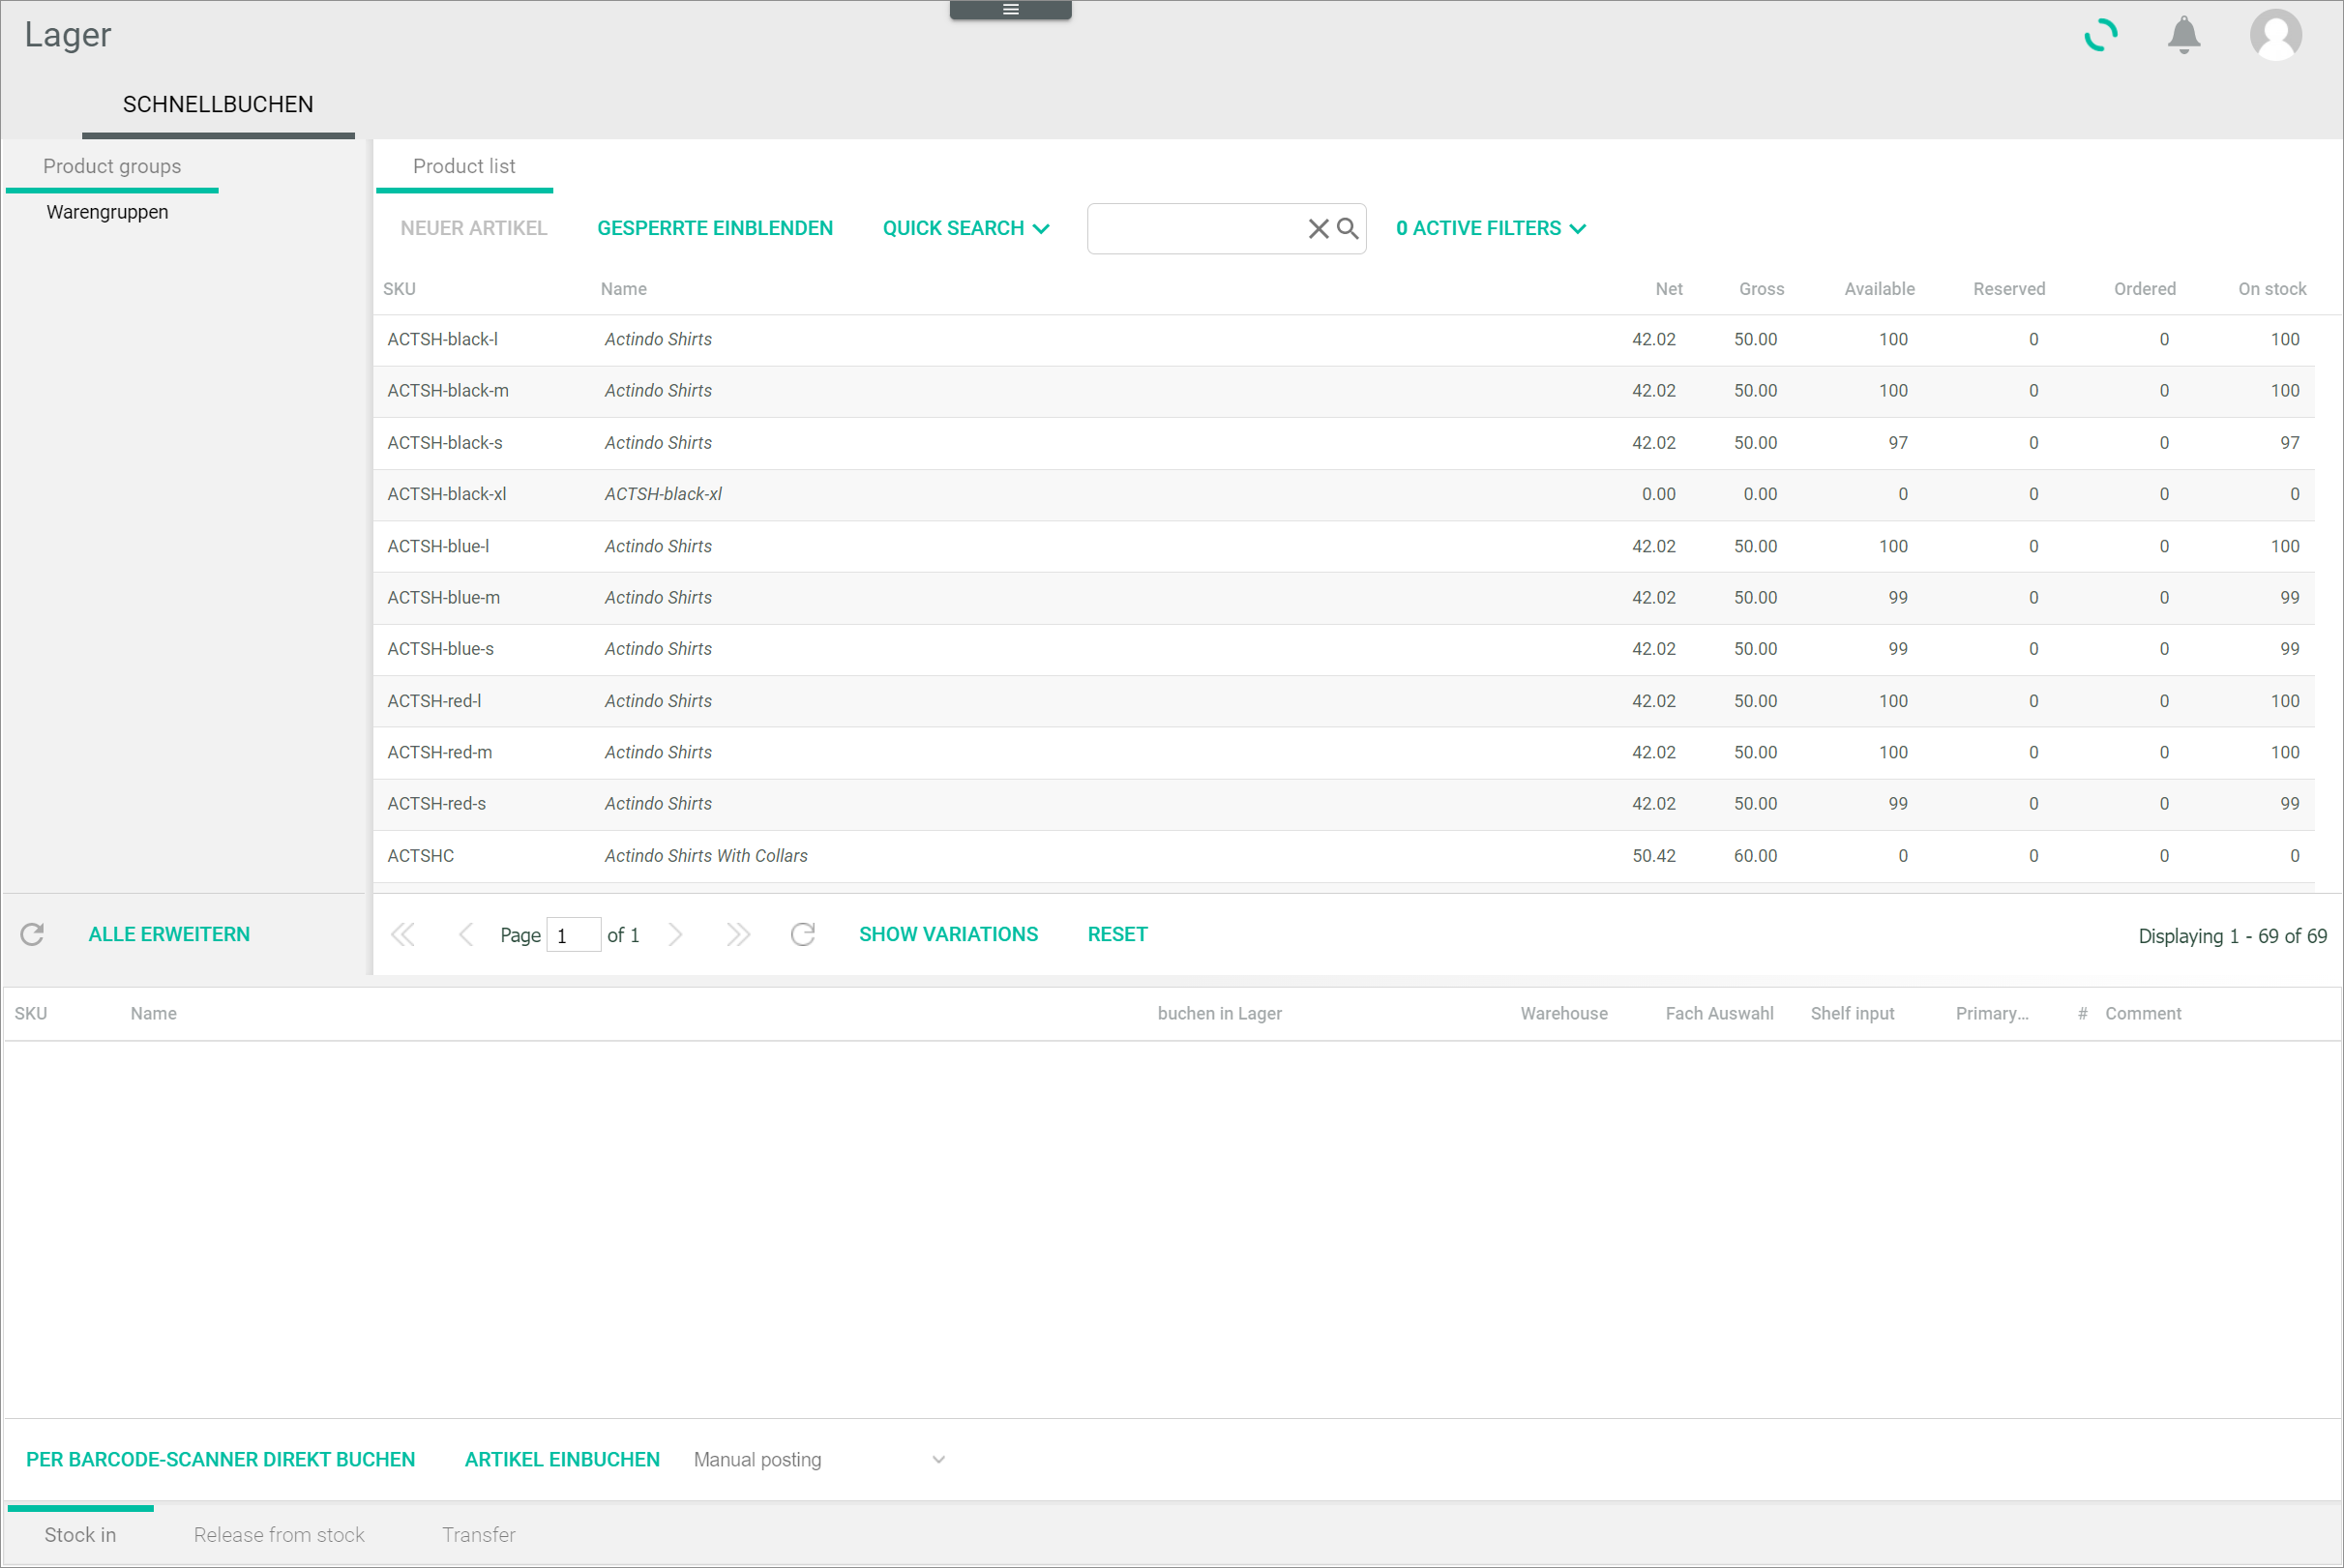 Lager
SCHNELLBUCHEN
Product groups
Warengruppen
ALLE ERWEITERN
Product list
NEUER ARTIKEL GESPERRTE EINBLENDEN QUICK SEARCH 0 ACTIVE FILTERS
SKU Name Net Gross Available Reserved Ordered On stock
ACTSH-black-l Actindo Shirts 42.02 50.00 100 0 0 100
ACTSH-black-m Actindo Shirts 42.02 50.00 100 0 0 100
ACTSH-black-s Actindo Shirts 42.02 50.00 97 0 0 97
ACTSH-black-xl ACTSH-black-xl 0.00 0.00 0 0 0 0
ACTSH-blue-l Actindo Shirts 42.02 50.00 100 0 0 100
ACTSH-blue-m Actindo Shirts 42.02 50.00 99 0 0 99
ACTSH-blue-s Actindo Shirts 42.02 50.00 99 0 0 99
ACTSH-red-l Actindo Shirts 42.02 50.00 100 0 0 100
ACTSH-red-m Actindo Shirts 42.02 50.00 100 0 0 100
ACTSH-red-s Actindo Shirts 42.02 50.00 99 0 0 99
ACTSHC Actindo Shirts With Collars 50.42 60.00 0 0 0 0
Page 1 of 1 SHOW VARIATIONS RESET Displaying 1 - 69 of 69
SKU Name buchen in Lager Warehouse Fach Auswahl Shelf input Primary... # Comment
PER BARCODE-SCANNER DIREKT BUCHEN ARTIKEL EINBUCHEN Manual posting
Stock in Release from stock Transfer